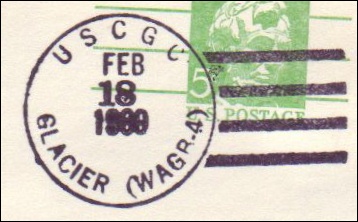 USCGC
FEB
18
GLACIER (WAGB-4)
5
U.S. POSTAGE